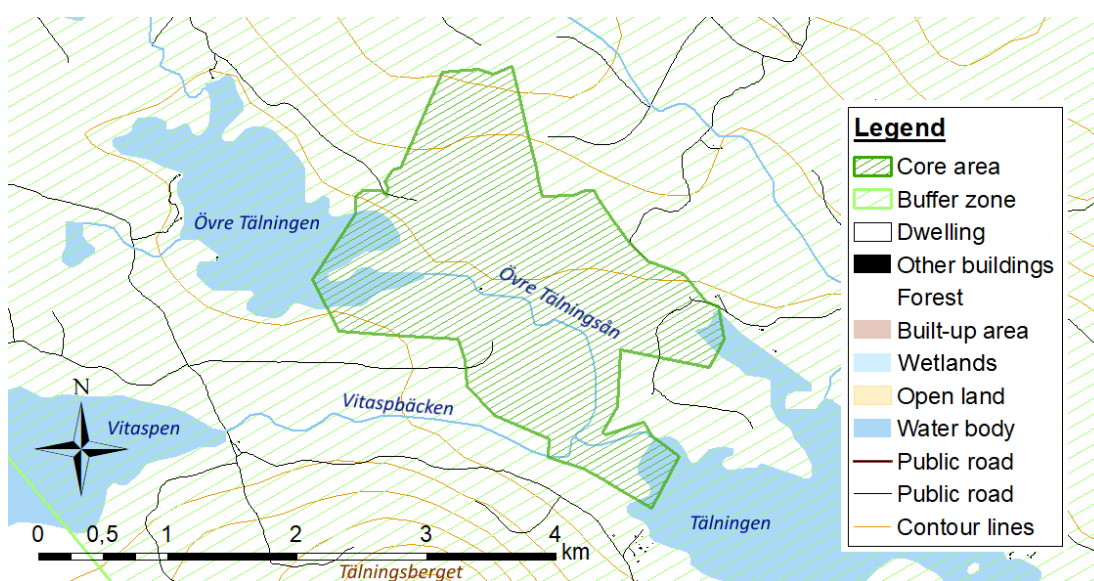 Övre Tälningen
Övre Tälningsån
Vitaspbäcken
Vitaspen
N
Tälningen
0 0,5 1 2 3 4
km
Tälningsberget
Legend
Core area
Buffer zone
Dwelling
Other buildings
Forest
Built-up area
Wetlands
Open land
Water body
Public road
Public road
Contour lines